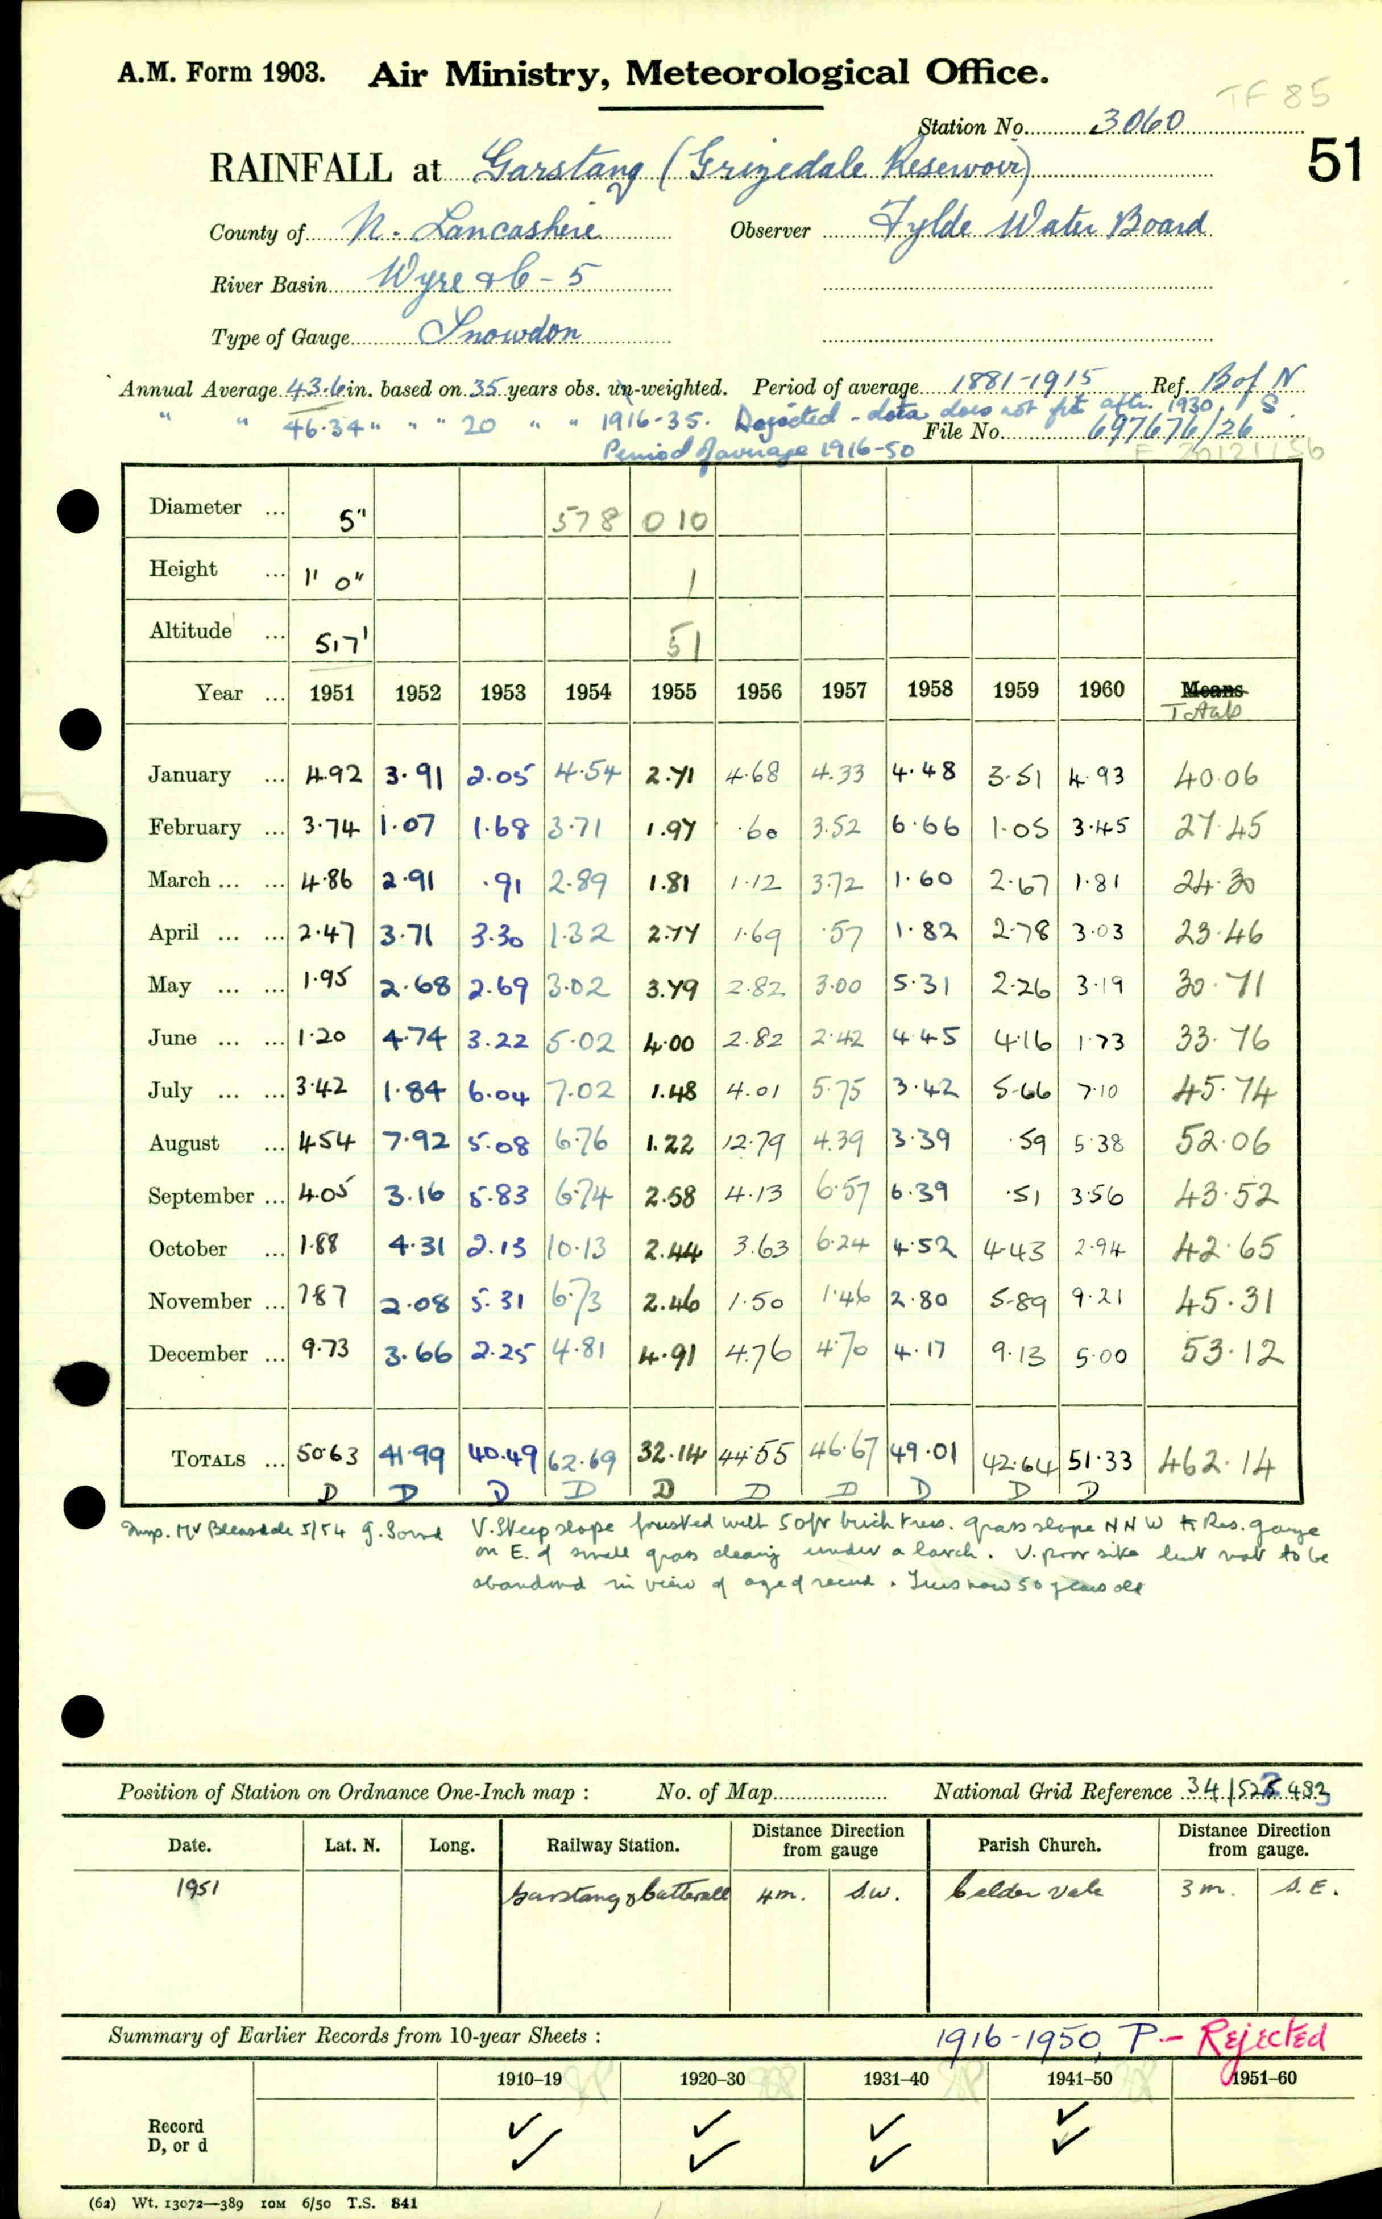 A.M. Form 1903. Air Ministry, Meteorological Office.
TF 85
Station No. 3060
51
RAINFALL at Garstang (Grizedale Reservoir)
County of N. Lancashire Observer Fylde Water Board
River Basin Wyre &c - 5
Type of Gauge Snowdon
Annual Average 43.6 in. based on 35 years obs. un-weighted. Period of average 1881-1915 Ref. B of N
" " 46.34 " " " 20 " " 1916-35. Rejected - data does not fit after 1930. 
File No. 697676/26
Period of average 1916-50
E 20121156
Diameter ... 5" 578 010
Height ... 1' 0" 1
Altitude ... 517' 51
Year ... 1951 1952 1953 1954 1955 1956 1957 1958 1959 1960 Means
Totals
January ... 4.92 3.91 2.05 4.54 2.71 4.68 4.33 4.48 3.51 4.93 40.06
February ... 3.74 1.07 1.68 3.71 1.97 .60 3.52 6.66 1.05 3.45 27.45
March ... ... 4.86 2.91 .91 2.89 1.81 1.12 3.72 1.60 2.67 1.81 24.30
April ... ... 2.47 3.71 3.30 1.32 2.77 1.69 .57 1.82 2.78 3.03 23.46
May ... ... 1.95 2.68 2.69 3.02 3.79 2.82 3.00 5.31 2.26 3.19 30.71
June ... ... 1.20 4.74 3.22 5.02 4.00 2.82 2.42 4.45 4.16 1.73 33.76
July ... ... 3.42 1.84 6.04 7.02 1.48 4.01 5.75 3.42 5.66 7.10 45.74
August ... 4.54 7.92 5.08 6.76 1.22 12.79 4.39 3.39 .59 5.38 52.06
September ... 4.05 3.16 5.83 6.74 2.58 4.13 6.57 6.39 .51 3.56 43.52
October ... 1.88 4.31 2.13 10.13 2.44 3.63 6.24 4.52 4.43 2.94 42.65
November ... 7.87 2.08 5.31 6.73 2.46 1.50 1.46 2.80 5.89 9.21 45.31
December ... 9.73 3.66 2.25 4.81 4.91 4.76 4.70 4.17 9.13 5.00 53.12
TOTALS ... 50.63 41.99 40.49 62.69 32.14 44.55 46.67 49.01 42.64 51.33 462.14
D D D D D D D D D D
Insp. Mr Bleasdale 5/54 g. Sound V. Steep slope forested with 50ft birch trees. grass slope NNW to Res. gauge
on E. of small grass clearing under a larch. V. poor site but not to be
abandoned in view of age of record. Trees now 50 years old
Position of Station on Ordnance One-Inch map : No. of Map National Grid Reference 34/522483
Date. Lat. N. Long. Railway Station. Distance from gauge Direction Parish Church. Distance from gauge. Direction
1951 Garstang & Catterall 4m. S.W. Calder Vale 3 m. S.E.
Summary of Earlier Records from 10-year Sheets : 1916-1950, P. - Rejected
1910-19 1920-30 1931-40 1941-50 1951-60
Record ✓ ✓ ✓ ✓
D, or d ✓ ✓ ✓ ✓
(62) Wt. 13072—389 10M 6/50 T.S. 841